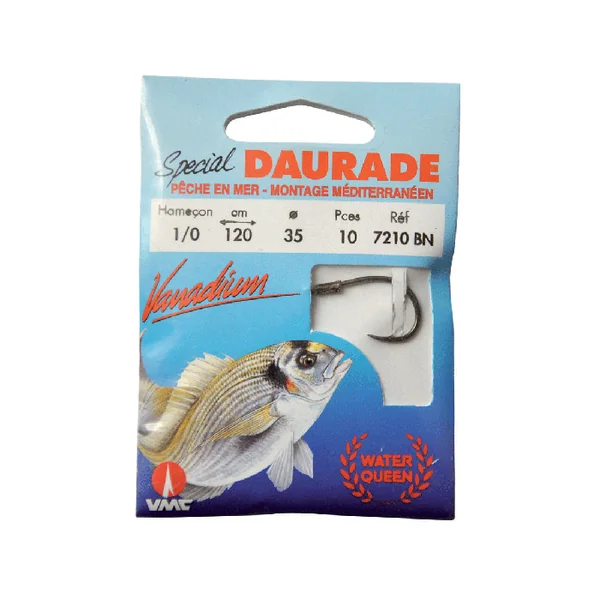 Special DAURADE
PÊCHE EN MER - MONTAGE MÉDITERRANÉEN
Hameçon cm ø Pces Réf
1/0 120 35 10 7210 BN
Vanadium
WATER
QUEEN
VMC